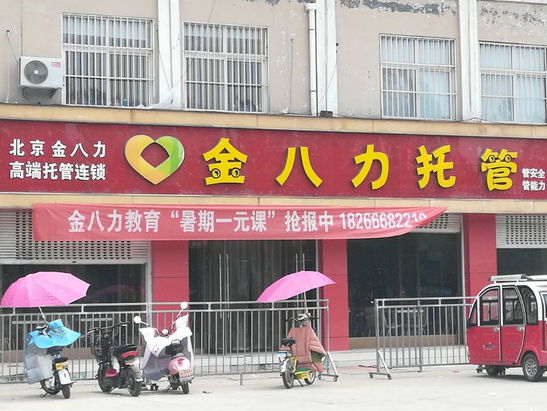 北京金八力
高端托管连锁
金八力托管
管安全
管能力
金八力教育“暑期一元课”抢报中 18266682219